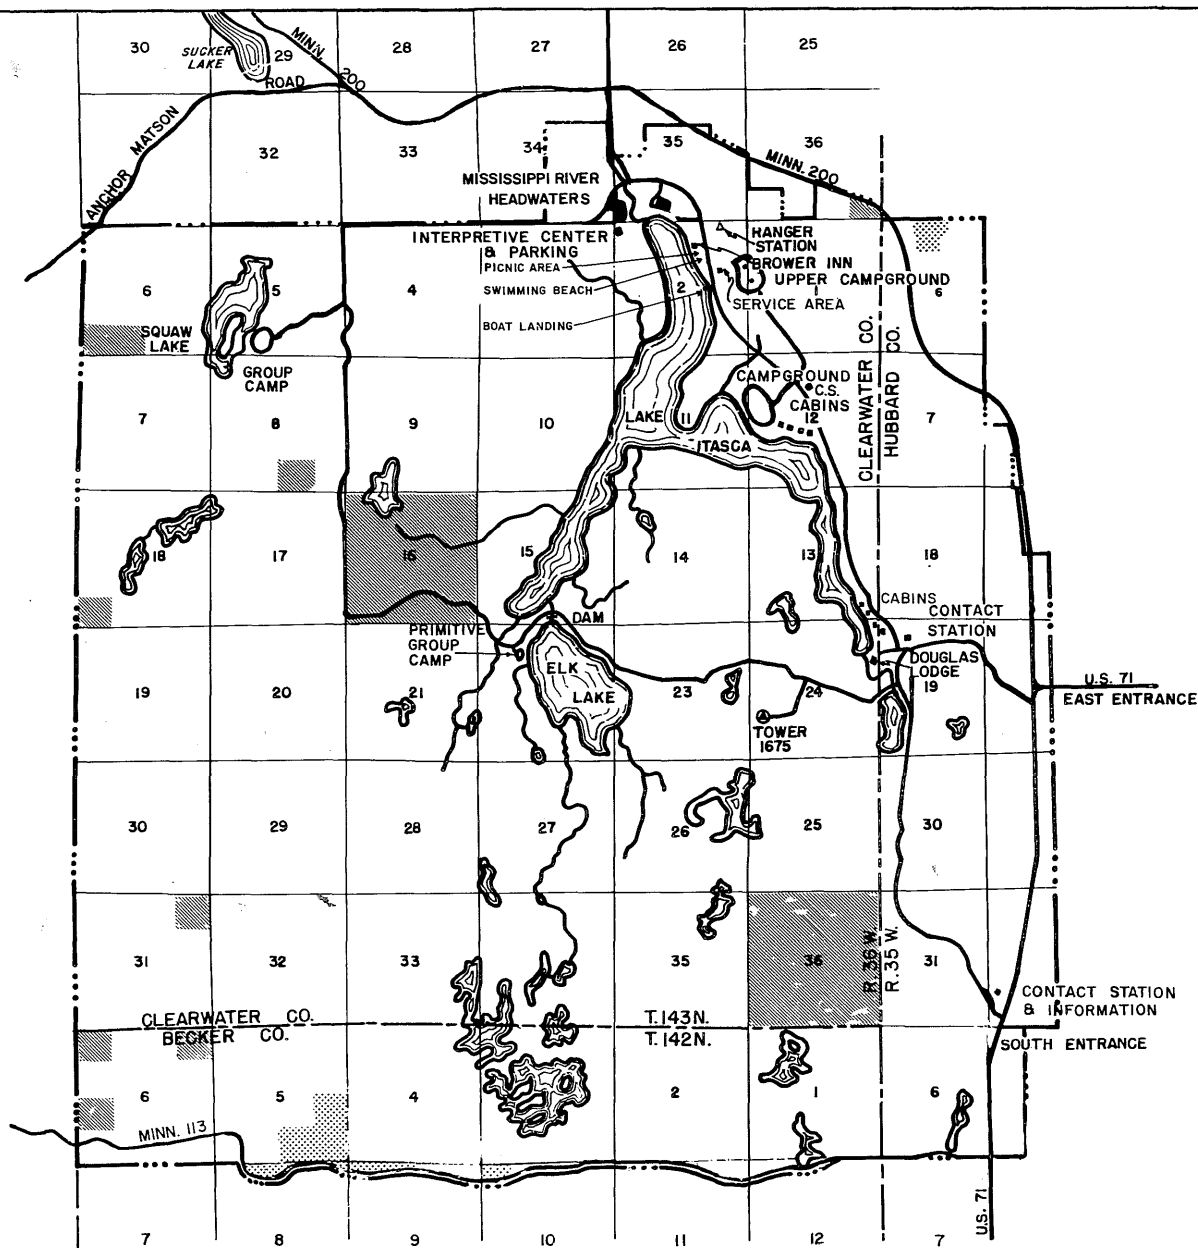 30
SUCKER
LAKE
29
MINN.
200
28
27
26
25
ROAD
ANCHOR MATSON
32
33
34
35
36
MINN. 200
MISSISSIPPI RIVER
HEADWATERS
INTERPRETIVE CENTER
& PARKING
PICNIC AREA
SWIMMING BEACH
BOAT LANDING
HANGER
STATION
BROWER INN
UPPER CAMPGROUND
SERVICE AREA
6
5
4
2
6
SQUAW
LAKE
GROUP
CAMP
CLEARWATER CO.
HUBBARD CO.
CAMPGROUND
C.S.
CABINS
12
7
8
9
10
LAKE
11
ITASCA
7
18
17
16
15
14
13
18
CABINS
CONTACT
STATION
DAM
PRIMITIVE
GROUP
CAMP
DOUGLAS
LODGE
19
19
20
21
ELK
LAKE
23
24
U.S. 71
EAST ENTRANCE
TOWER
1675
30
29
28
27
26
25
30
31
32
33
35
36
31
R. 36 W.
R. 35 W.
CLEARWATER CO.
BECKER CO.
T. 143 N.
T. 142 N.
CONTACT STATION
& INFORMATION
SOUTH ENTRANCE
6
5
4
2
1
6
MINN. 113
U.S. 71
7
8
9
10
11
12
7